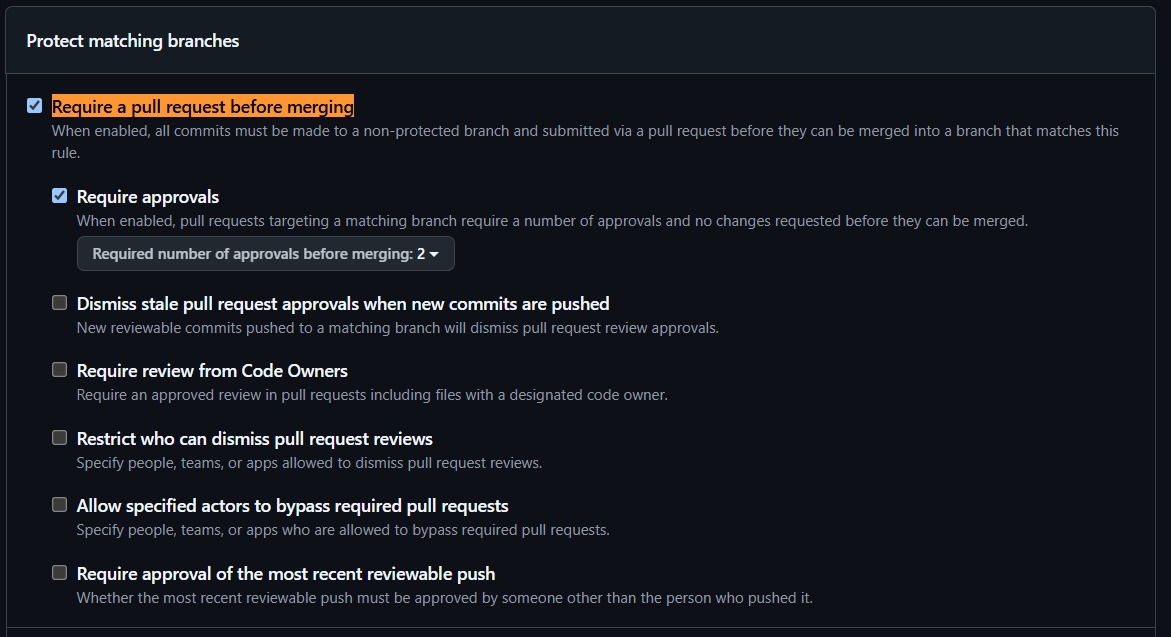 Protect matching branches
Require a pull request before merging
When enabled, all commits must be made to a non-protected branch and submitted via a pull request before they can be merged into a branch that matches this
rule.
Require approvals
When enabled, pull requests targeting a matching branch require a number of approvals and no changes requested before they can be merged.
Required number of approvals before merging: 2
Dismiss stale pull request approvals when new commits are pushed
New reviewable commits pushed to a matching branch will dismiss pull request review approvals.
Require review from Code Owners
Require an approved review in pull requests including files with a designated code owner.
Restrict who can dismiss pull request reviews
Specify people, teams, or apps allowed to dismiss pull request reviews.
Allow specified actors to bypass required pull requests
Specify people, teams, or apps who are allowed to bypass required pull requests.
Require approval of the most recent reviewable push
Whether the most recent reviewable push must be approved by someone other than the person who pushed it.